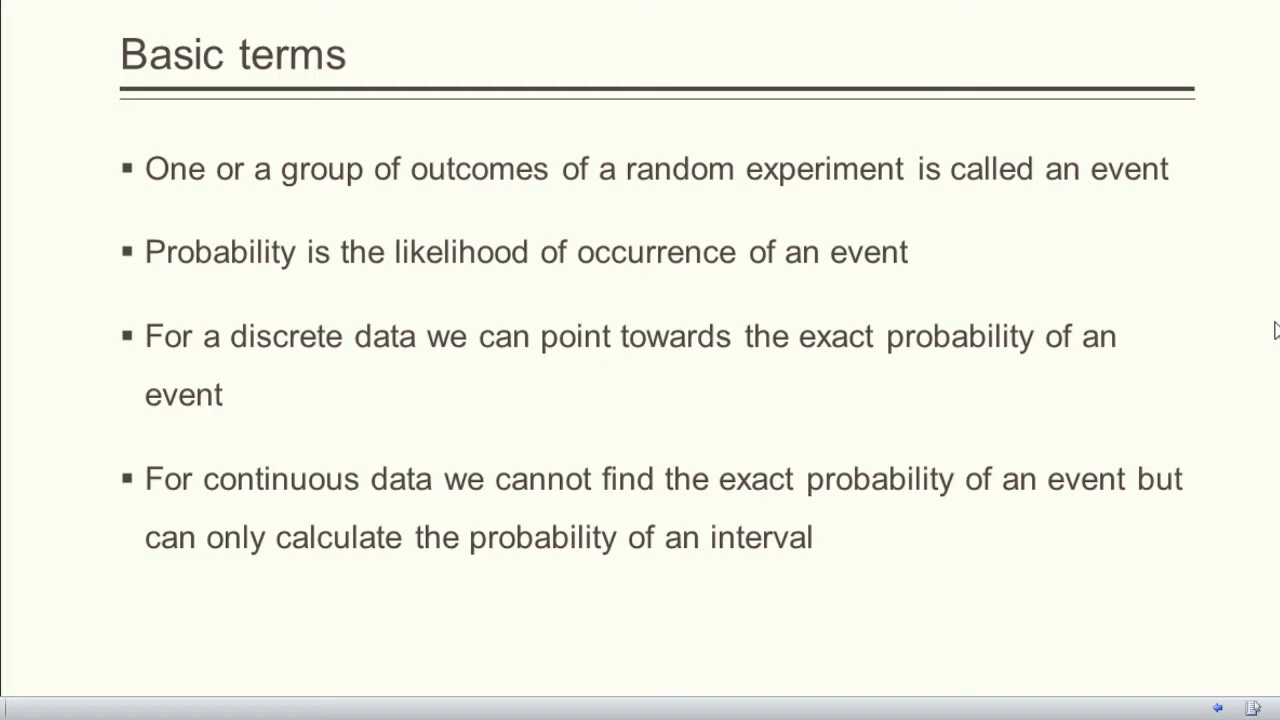 Basic terms
▪ One or a group of outcomes of a random experiment is called an event
▪ Probability is the likelihood of occurrence of an event
▪ For a discrete data we can point towards the exact probability of an
event
▪ For continuous data we cannot find the exact probability of an event but
can only calculate the probability of an interval